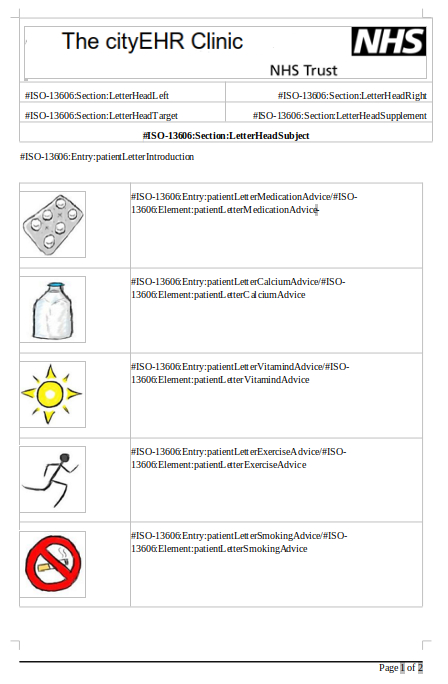 The cityEHR Clinic
NHS
NHS Trust
#ISO-13606:Section:LetterHeadLeft
#ISO-13606:Section:LetterHeadRight
#ISO-13606:Section:LetterHeadTarget
#ISO-13606:Section:LetterHeadSupplement
#ISO-13606:Section:LetterHeadSubject
#ISO-13606:Entry:patientLetterIntroduction
#ISO-13606:Entry:patientLetterMedicationAdvice/#ISO-
13606:Element:patientLetterMedicationAdvice
#ISO-13606:Entry:patientLetterCalciumAdvice/#ISO-
13606:Element:patientLetterCalciumAdvice
#ISO-13606:Entry:patientLetterVitamindAdvice/#ISO-
13606:Element:patientLetterVitamindAdvice
#ISO-13606:Entry:patientLetterExerciseAdvice/#ISO-
13606:Element:patientLetterExerciseAdvice
#ISO-13606:Entry:patientLetterSmokingAdvice/#ISO-
13606:Element:patientLetterSmokingAdvice
Page 1 of 2